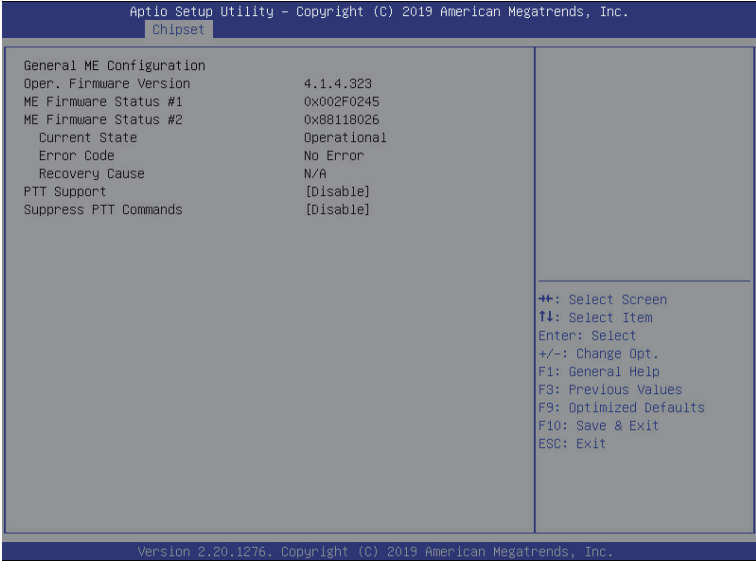 Aptio Setup Utility – Copyright (C) 2019 American Megatrends, Inc.
Chipset
General ME Configuration
Oper. Firmware Version 4.1.4.323
ME Firmware Status #1 0x002F0245
ME Firmware Status #2 0x88118026
Current State Operational
Error Code No Error
Recovery Cause N/A
PTT Support [Disable]
Suppress PTT Commands [Disable]
→←: Select Screen
↑↓: Select Item
Enter: Select
+/-: Change Opt.
F1: General Help
F3: Previous Values
F9: Optimized Defaults
F10: Save & Exit
ESC: Exit
Version 2.20.1276. Copyright (C) 2019 American Megatrends, Inc.